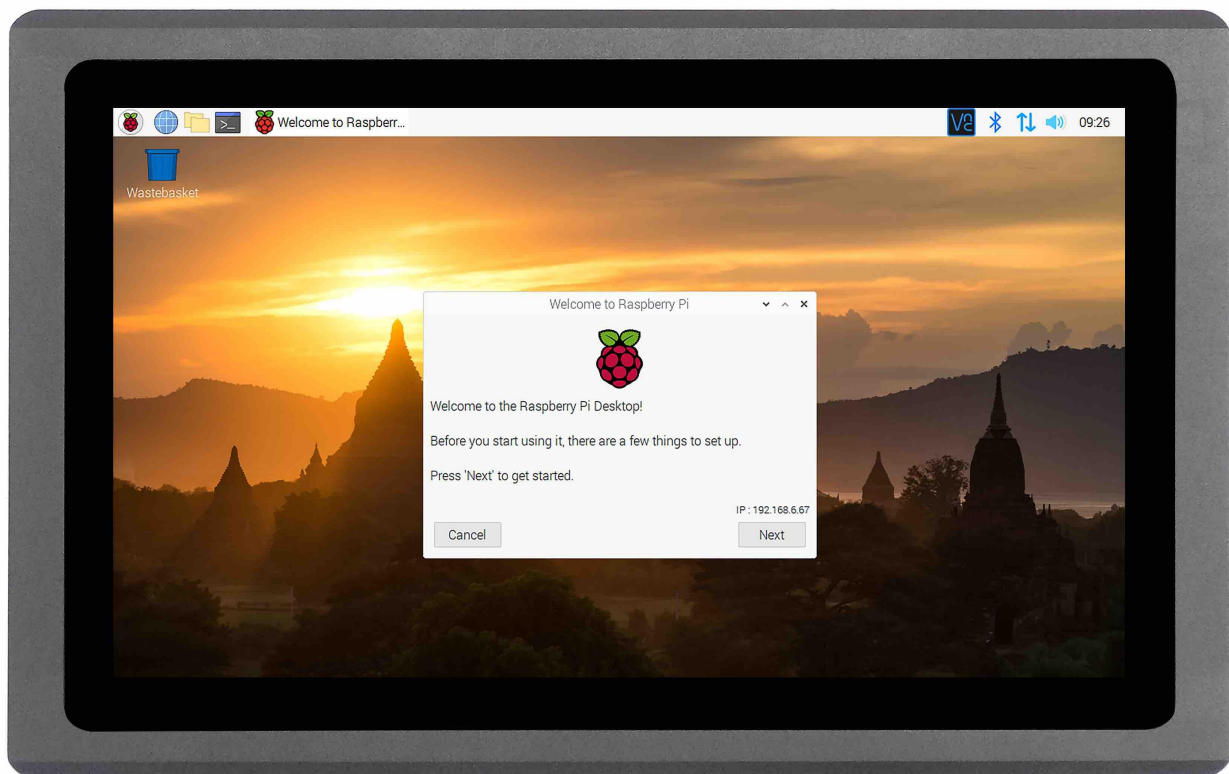 Welcome to Raspberr...
09:26
Wastebasket
Welcome to Raspberry Pi
Welcome to the Raspberry Pi Desktop!
Before you start using it, there are a few things to set up.
Press 'Next' to get started.
IP : 192.168.6.67
Cancel
Next